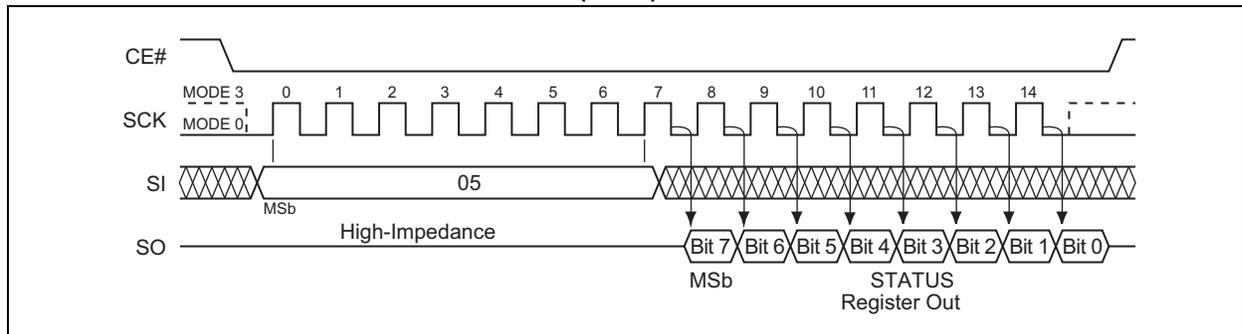 CE#
MODE 3 0 1 2 3 4 5 6 7 8 9 10 11 12 13 14
SCK
MODE 0
SI 05
MSb
High-Impedance
SO Bit 7 Bit 6 Bit 5 Bit 4 Bit 3 Bit 2 Bit 1 Bit 0
MSb STATUS
Register Out